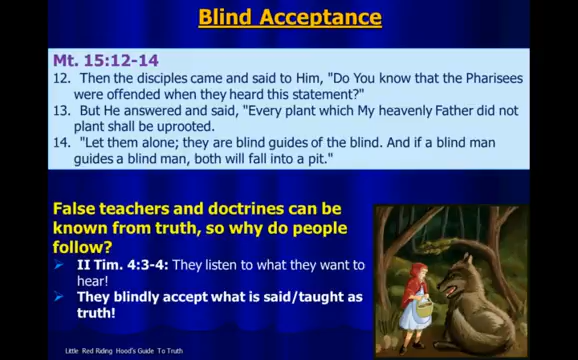 Blind Acceptance
Mt. 15:12-14
12. Then the disciples came and said to Him, "Do You know that the Pharisees
were offended when they heard this statement?"
13. But He answered and said, "Every plant which My heavenly Father did not
plant shall be uprooted.
14. "Let them alone; they are blind guides of the blind. And if a blind man
guides a blind man, both will fall into a pit."
False teachers and doctrines can be
known from truth, so why do people
follow?
➢ II Tim. 4:3-4: They listen to what they want to
hear!
➢ They blindly accept what is said/taught as
truth!
Little Red Riding Hood's Guide To Truth